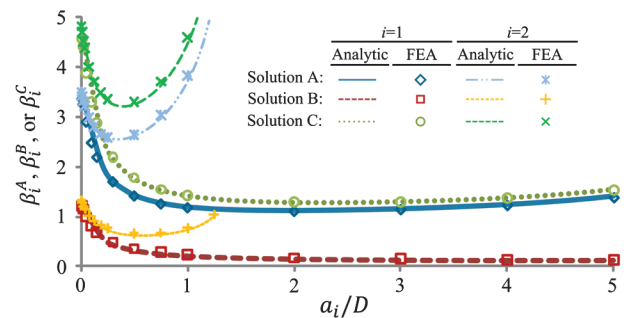 i=1 i=2
Analytic FEA Analytic FEA
Solution A:
Solution B:
Solution C:
β_i^A, β_i^B, or β_i^C
5
4
3
2
1
0
0 1 2 3 4 5
a_i/D